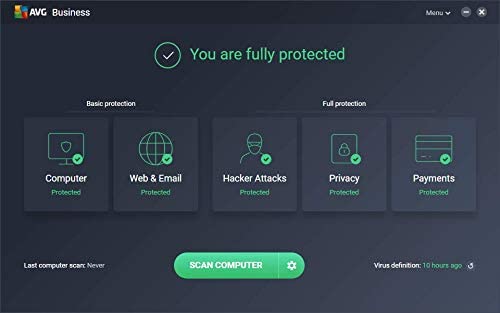 AVG Business
Menu
You are fully protected
Basic protection
Full protection
Computer
Protected
Web & Email
Protected
Hacker Attacks
Protected
Privacy
Protected
Payments
Protected
Last computer scan: Never
SCAN COMPUTER
Virus definition: 10 hours ago